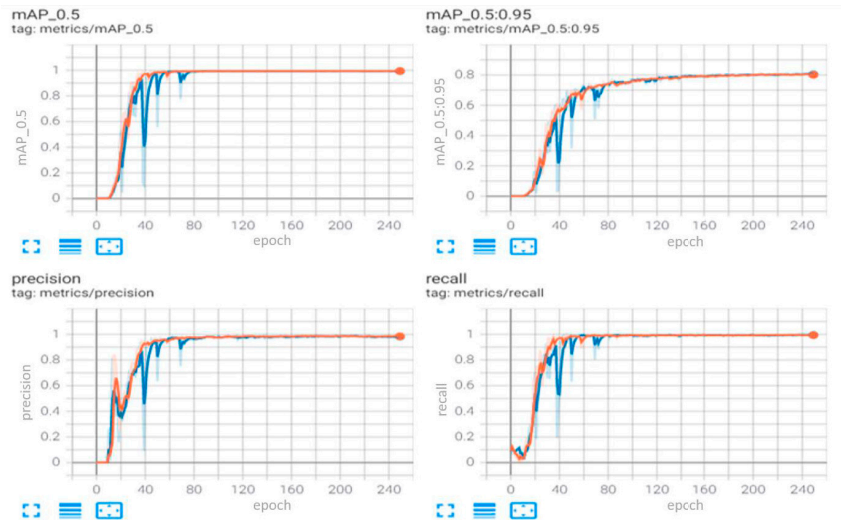 mAP_0.5
tag: metrics/mAP_0.5
mAP_0.5
1
0.8
0.6
0.4
0.2
0
0 40 80 120 160 200 240
epoch
mAP_0.5:0.95
tag: metrics/mAP_0.5:0.95
mAP_0.5:0.95
0.8
0.6
0.4
0.2
0
0 40 80 120 160 200 240
epcch
precision
tag: metrics/precision
precision
1
0.8
0.6
0.4
0.2
0
0 40 80 120 160 200 240
epoch
recall
tag: metrics/recall
recall
1
0.8
0.6
0.4
0.2
0
0 40 80 120 160 200 240
epcch